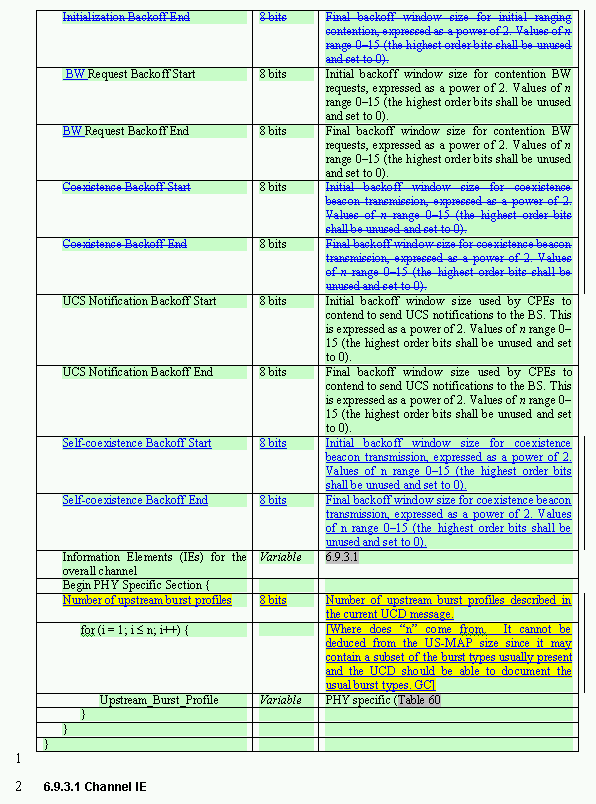 Initialization Backoff End 8 bits Final backoff window size for initial ranging
contention, expressed as a power of 2. Values of n
range 0–15 (the highest order bits shall be unused
and set to 0).
BW Request Backoff Start 8 bits Initial backoff window size for contention BW
requests, expressed as a power of 2. Values of n
range 0–15 (the highest order bits shall be unused
and set to 0).
BW Request Backoff End 8 bits Final backoff window size for contention BW
requests, expressed as a power of 2. Values of n
range 0–15 (the highest order bits shall be unused
and set to 0).
Coexistence Backoff Start 8 bits Initial backoff window size for coexistence
beacon transmission, expressed as a power of 2.
Values of n range 0–15 (the highest order bits
shall be unused and set to 0).
Coexistence Backoff End 8 bits Final backoff window size for coexistence beacon
transmission, expressed as a power of 2. Values
of n range 0–15 (the highest order bits shall be
unused and set to 0).
UCS Notification Backoff Start 8 bits Initial backoff window size used by CPEs to
contend to send UCS notifications to the BS. This
is expressed as a power of 2. Values of n range 0–
15 (the highest order bits shall be unused and set
to 0).
UCS Notification Backoff End 8 bits Final backoff window size used by CPEs to
contend to send UCS notifications to the BS. This
is expressed as a power of 2. Values of n range 0–
15 (the highest order bits shall be unused and set
to 0).
Self-coexistence Backoff Start 8 bits Initial backoff window size for coexistence
beacon transmission, expressed as a power of 2.
Values of n range 0–15 (the highest order bits
shall be unused and set to 0).
Self-coexistence Backoff End 8 bits Final backoff window size for coexistence beacon
transmission, expressed as a power of 2. Values
of n range 0–15 (the highest order bits shall be
unused and set to 0).
Information Elements (IEs) for the Variable 6.9.3.1
overall channel
Begin PHY Specific Section {
Number of upstream burst profiles 8 bits Number of upstream burst profiles described in
the current UCD message.
for (i = 1; i ≤ n; i++) { [Where does “n” come from. It cannot be
deduced from the US-MAP size since it may
contain a subset of the burst types usually present
and the UCD should be able to document the
usual burst types. GC]
Upstream_Burst_Profile Variable PHY specific (Table 60
}
}
}
1
2 6.9.3.1 Channel IE